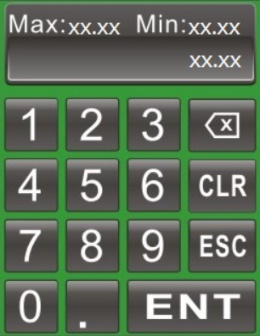 Max:xx.xx Min:xx.xx
xx.xx
1 2 3 x
4 5 6 CLR
7 8 9 ESC
0 . ENT